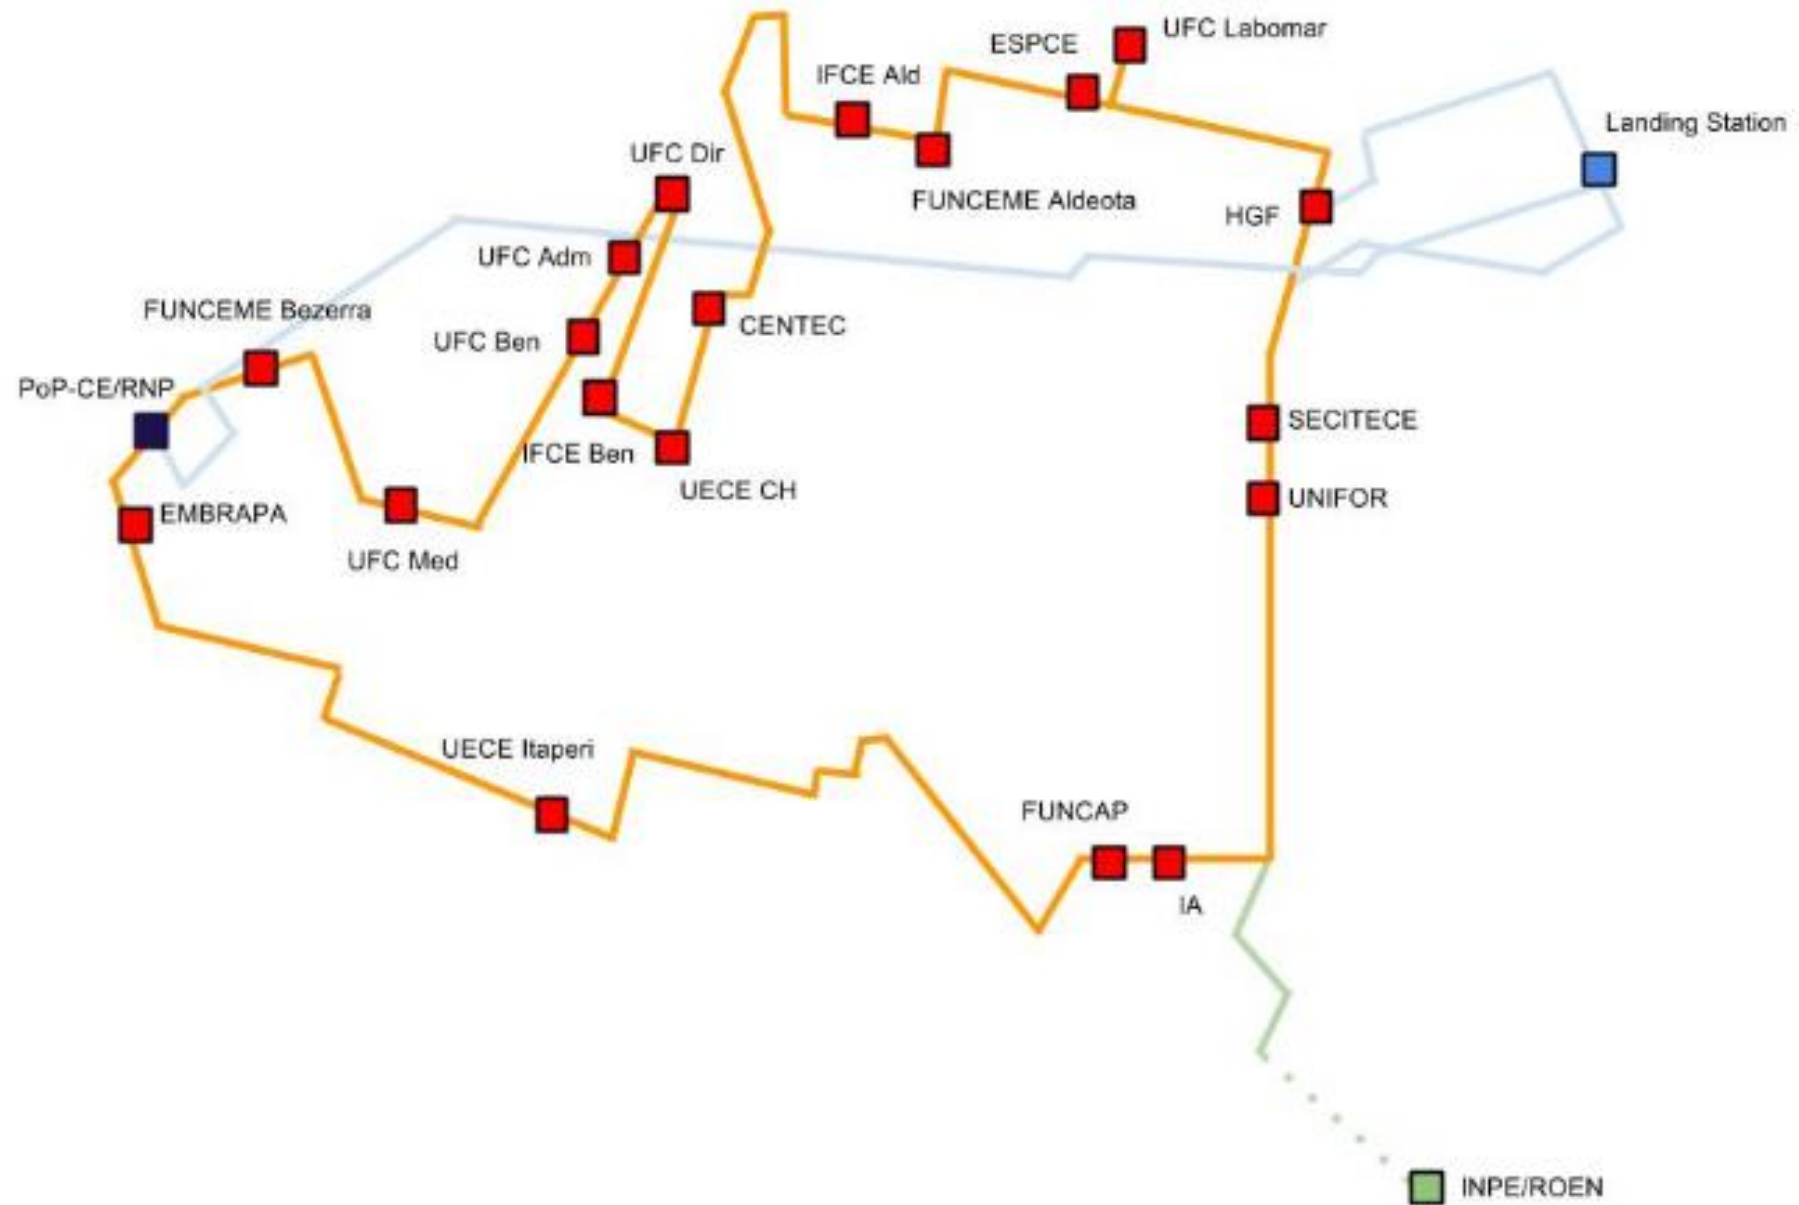 UFC Labomar
ESPCE
IFCE Ald
Landing Station
UFC Dir
FUNCEME Aldeota
HGF
UFC Adm
FUNCEME Bezerra
CENTEC
UFC Ben
PoP-CE/RNP
SECITECE
IFCE Ben
UECE CH
UNIFOR
EMBRAPA
UFC Med
UECE Itaperi
FUNCAP
IA
INPE/ROEN